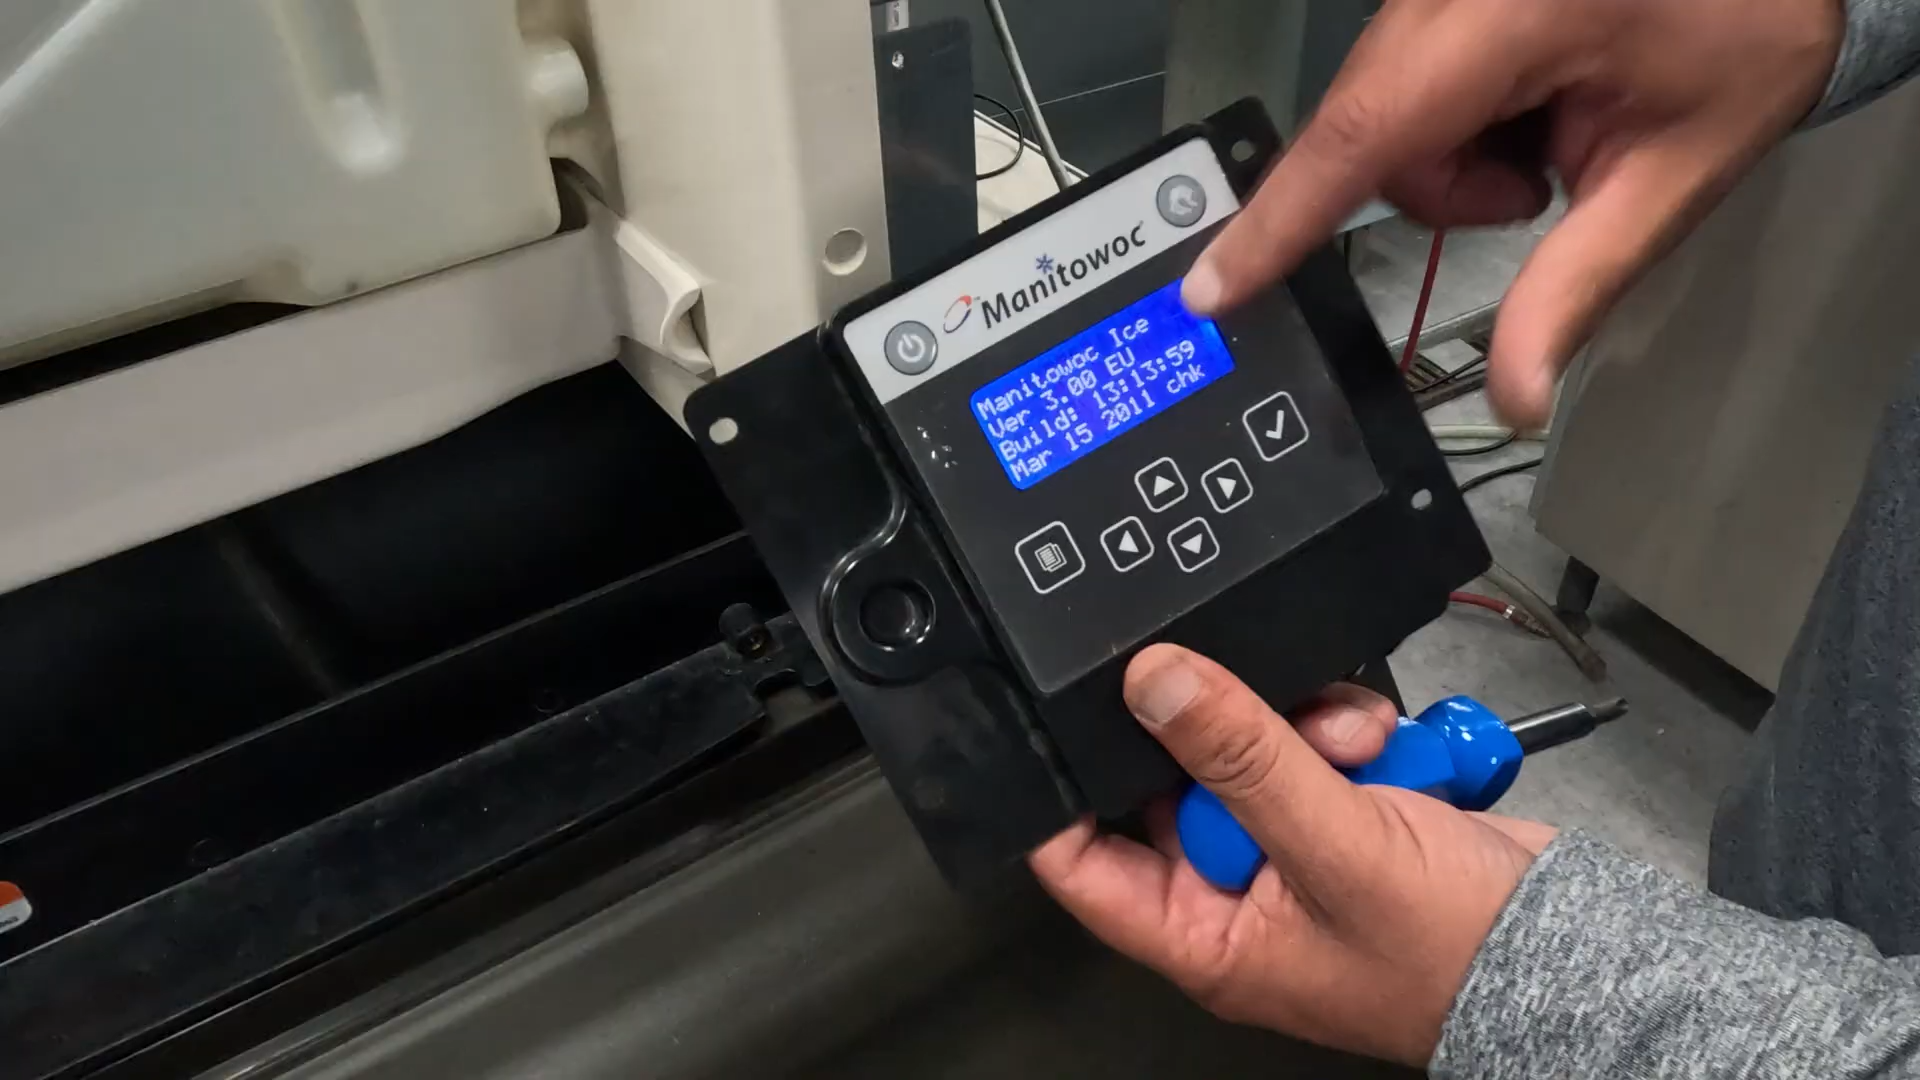 Manitowoc
Manitowoc Ice
Ver 3.00 EU
Build: 13:13:59
Mar 15 2011 chk